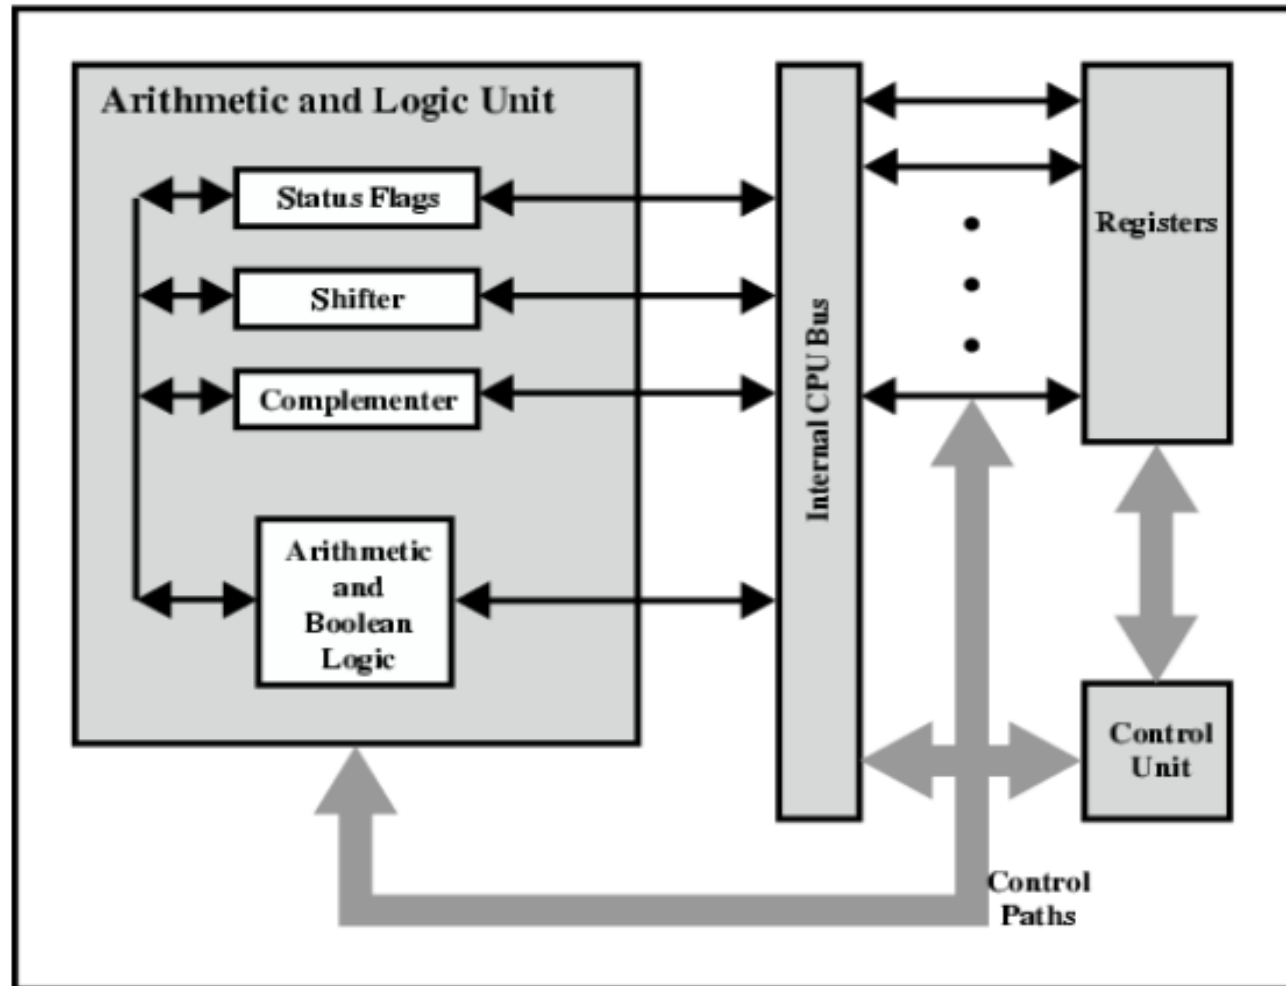 Arithmetic and Logic Unit
Status Flags
Shifter
Complementer
Arithmetic
and
Boolean
Logic
Internal CPU Bus
Registers
Control
Unit
Control
Paths